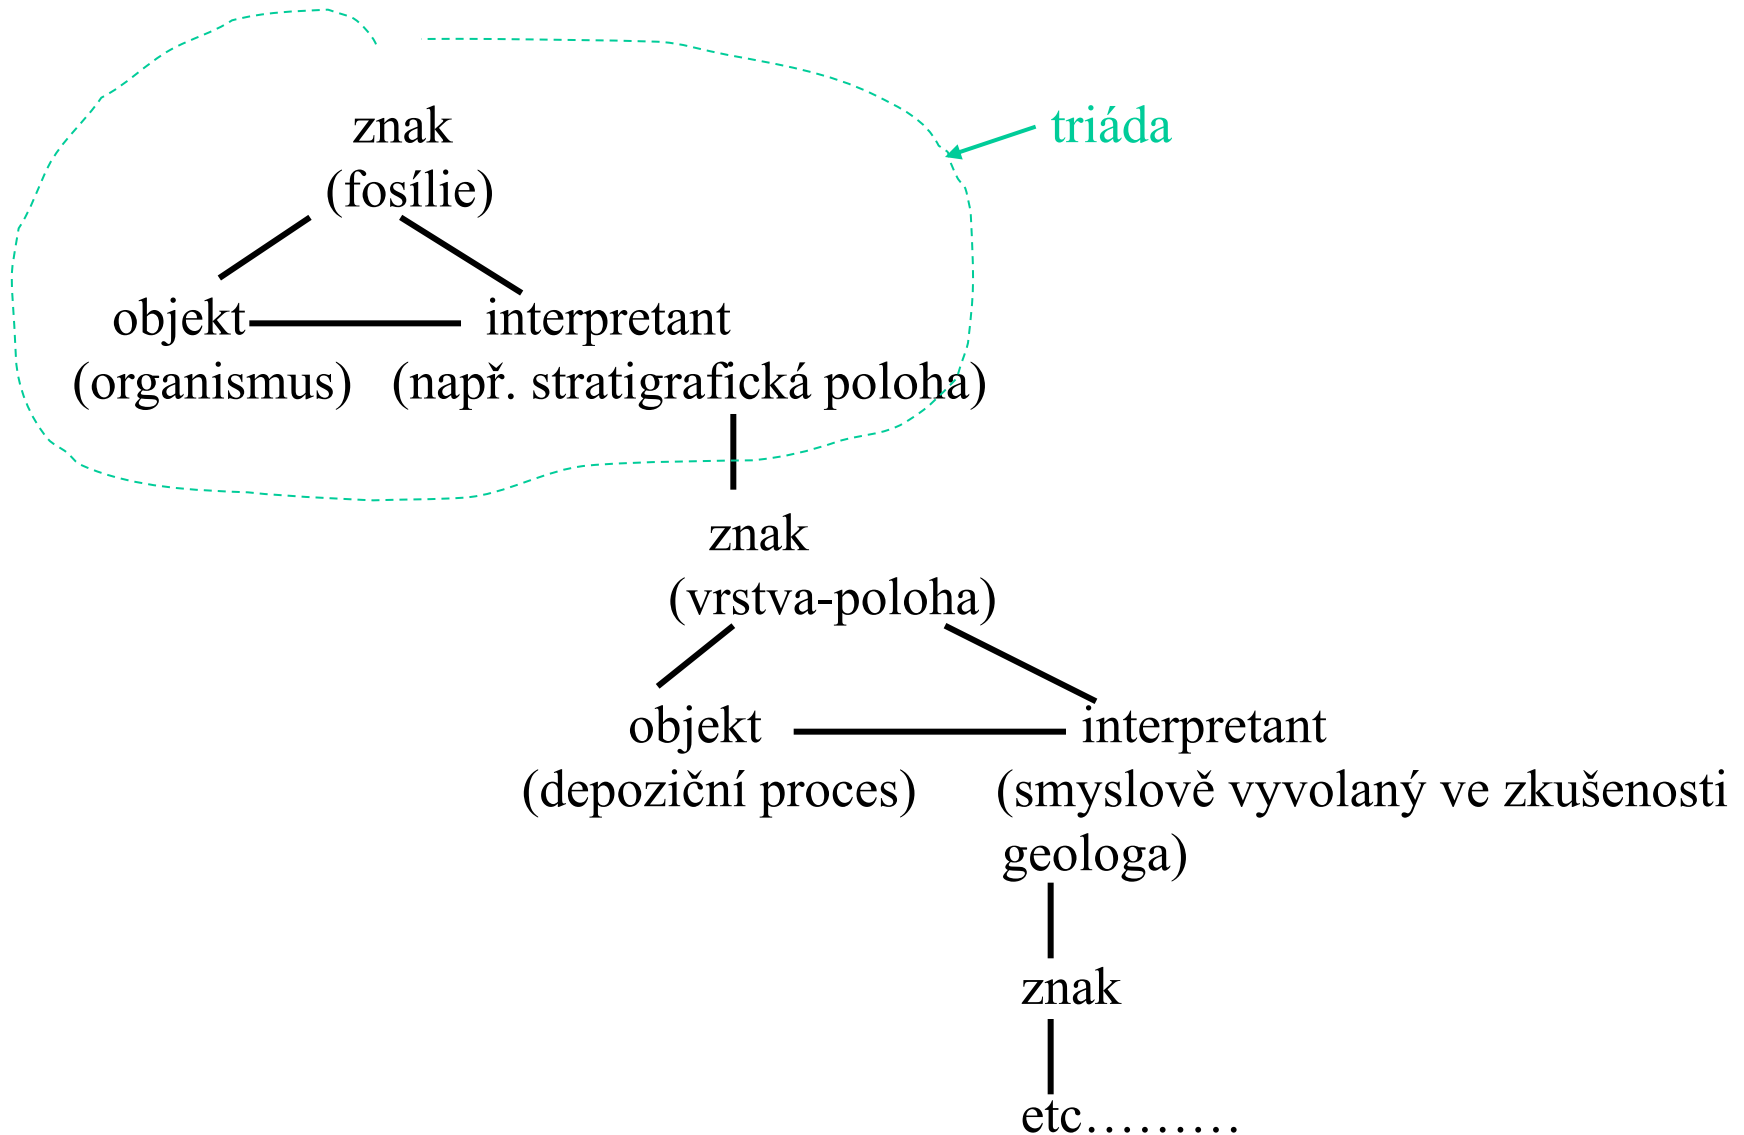 znak
triáda
(fosílie)
objekt
interpretant
(organismus)
(např. stratigrafická poloha)
znak
(vrstva-poloha)
objekt
interpretant
(depoziční proces)
(smyslově vyvolaný ve zkušenosti
geologa)
znak
etc.………